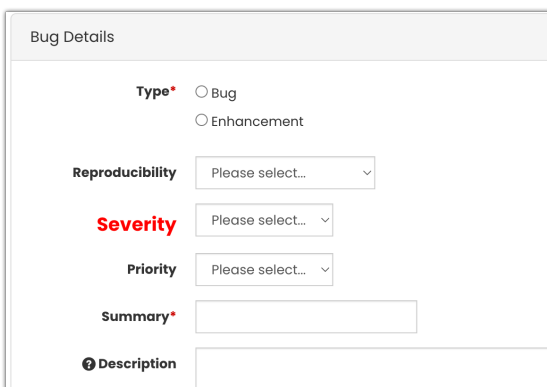 Bug Details
Type* Bug
Enhancement
Reproducibility Please select...
Severity Please select...
Priority Please select...
Summary*
? Description